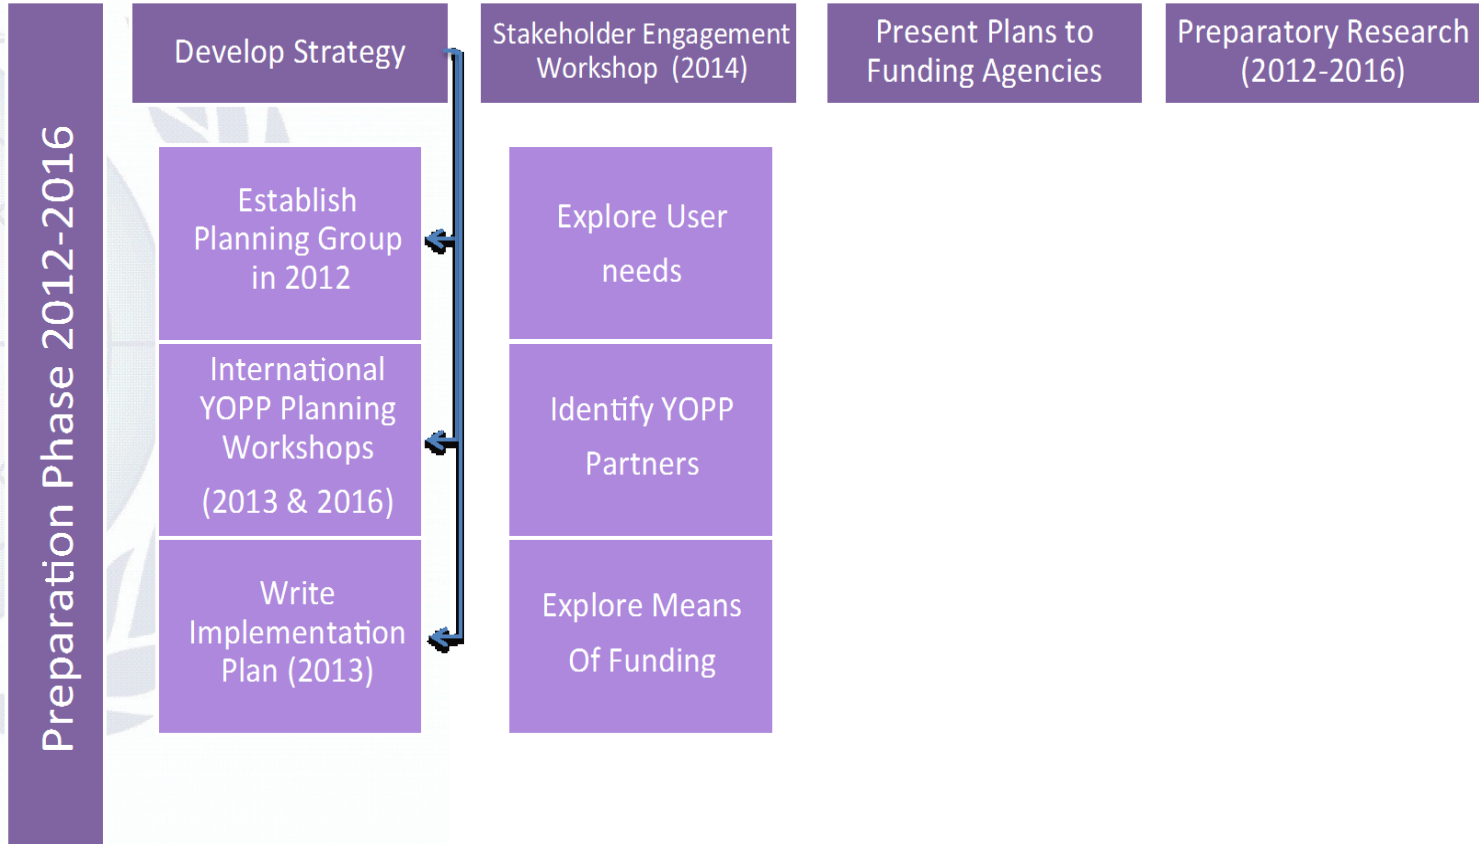 Preparation Phase 2012-2016
Develop Strategy
Establish
Planning Group
in 2012
International
YOPP Planning
Workshops
(2013 & 2016)
Write
Implementation
Plan (2013)
Stakeholder Engagement
Workshop (2014)
Explore User
needs
Identify YOPP
Partners
Explore Means
Of Funding
Present Plans to
Funding Agencies
Preparatory Research
(2012-2016)